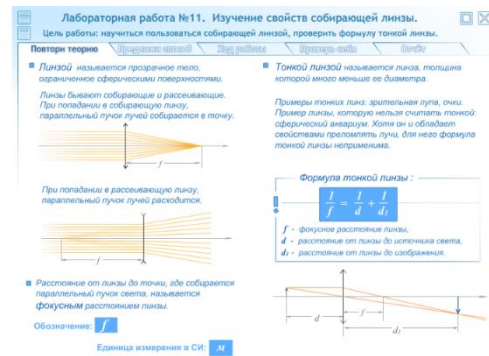 Лабораторная работа №11. Изучение свойств собирающей линзы.
Цель работы: научиться пользоваться собирающей линзой, проверить формулу тонкой линзы.
Повтори теорию
Предложи способ
Ход работы
Проверь себя
Отчёт
Линзой называется прозрачное тело,
ограниченное сферическими поверхностями.
Линзы бывают собирающие и рассеивающие.
При попадании в собирающую линзу,
параллельный пучок лучей собирается в точку.
f
При попадании в рассеивающую линзу,
параллельный пучок лучей расходится.
f
Расстояние от линзы до точки, где собирается
параллельный пучок света, называется
фокусным расстоянием линзы.
Обозначение: f
Единица измерения в СИ: м
Тонкой линзой называется линза, толщина
которой много меньше ее диаметра.
Примеры тонких линз: зрительная лупа, очки.
Пример линзы, которую нельзя считать тонкой:
сферический аквариум. Хотя он и обладает
свойствами преломлять лучи, для него формула
тонкой линзы неприменима.
Формула тонкой линзы :
1/f = 1/d + 1/d₁
f - фокусное расстояние линзы,
d - расстояние от линзы до источника света,
d₁ - расстояние от линзы до изображения.
d f
d₁